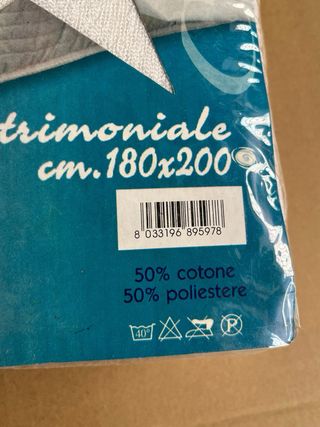 trimoniale
cm.180x200
8 033196 895978
50% cotone
50% poliestere
40°
P